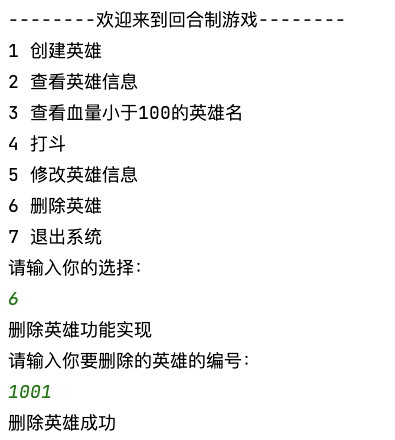 --------欢迎来到回合制游戏--------
1 创建英雄
2 查看英雄信息
3 查看血量小于100的英雄名
4 打斗
5 修改英雄信息
6 删除英雄
7 退出系统
请输入你的选择：
6
删除英雄功能实现
请输入你要删除的英雄的编号：
1001
删除英雄成功